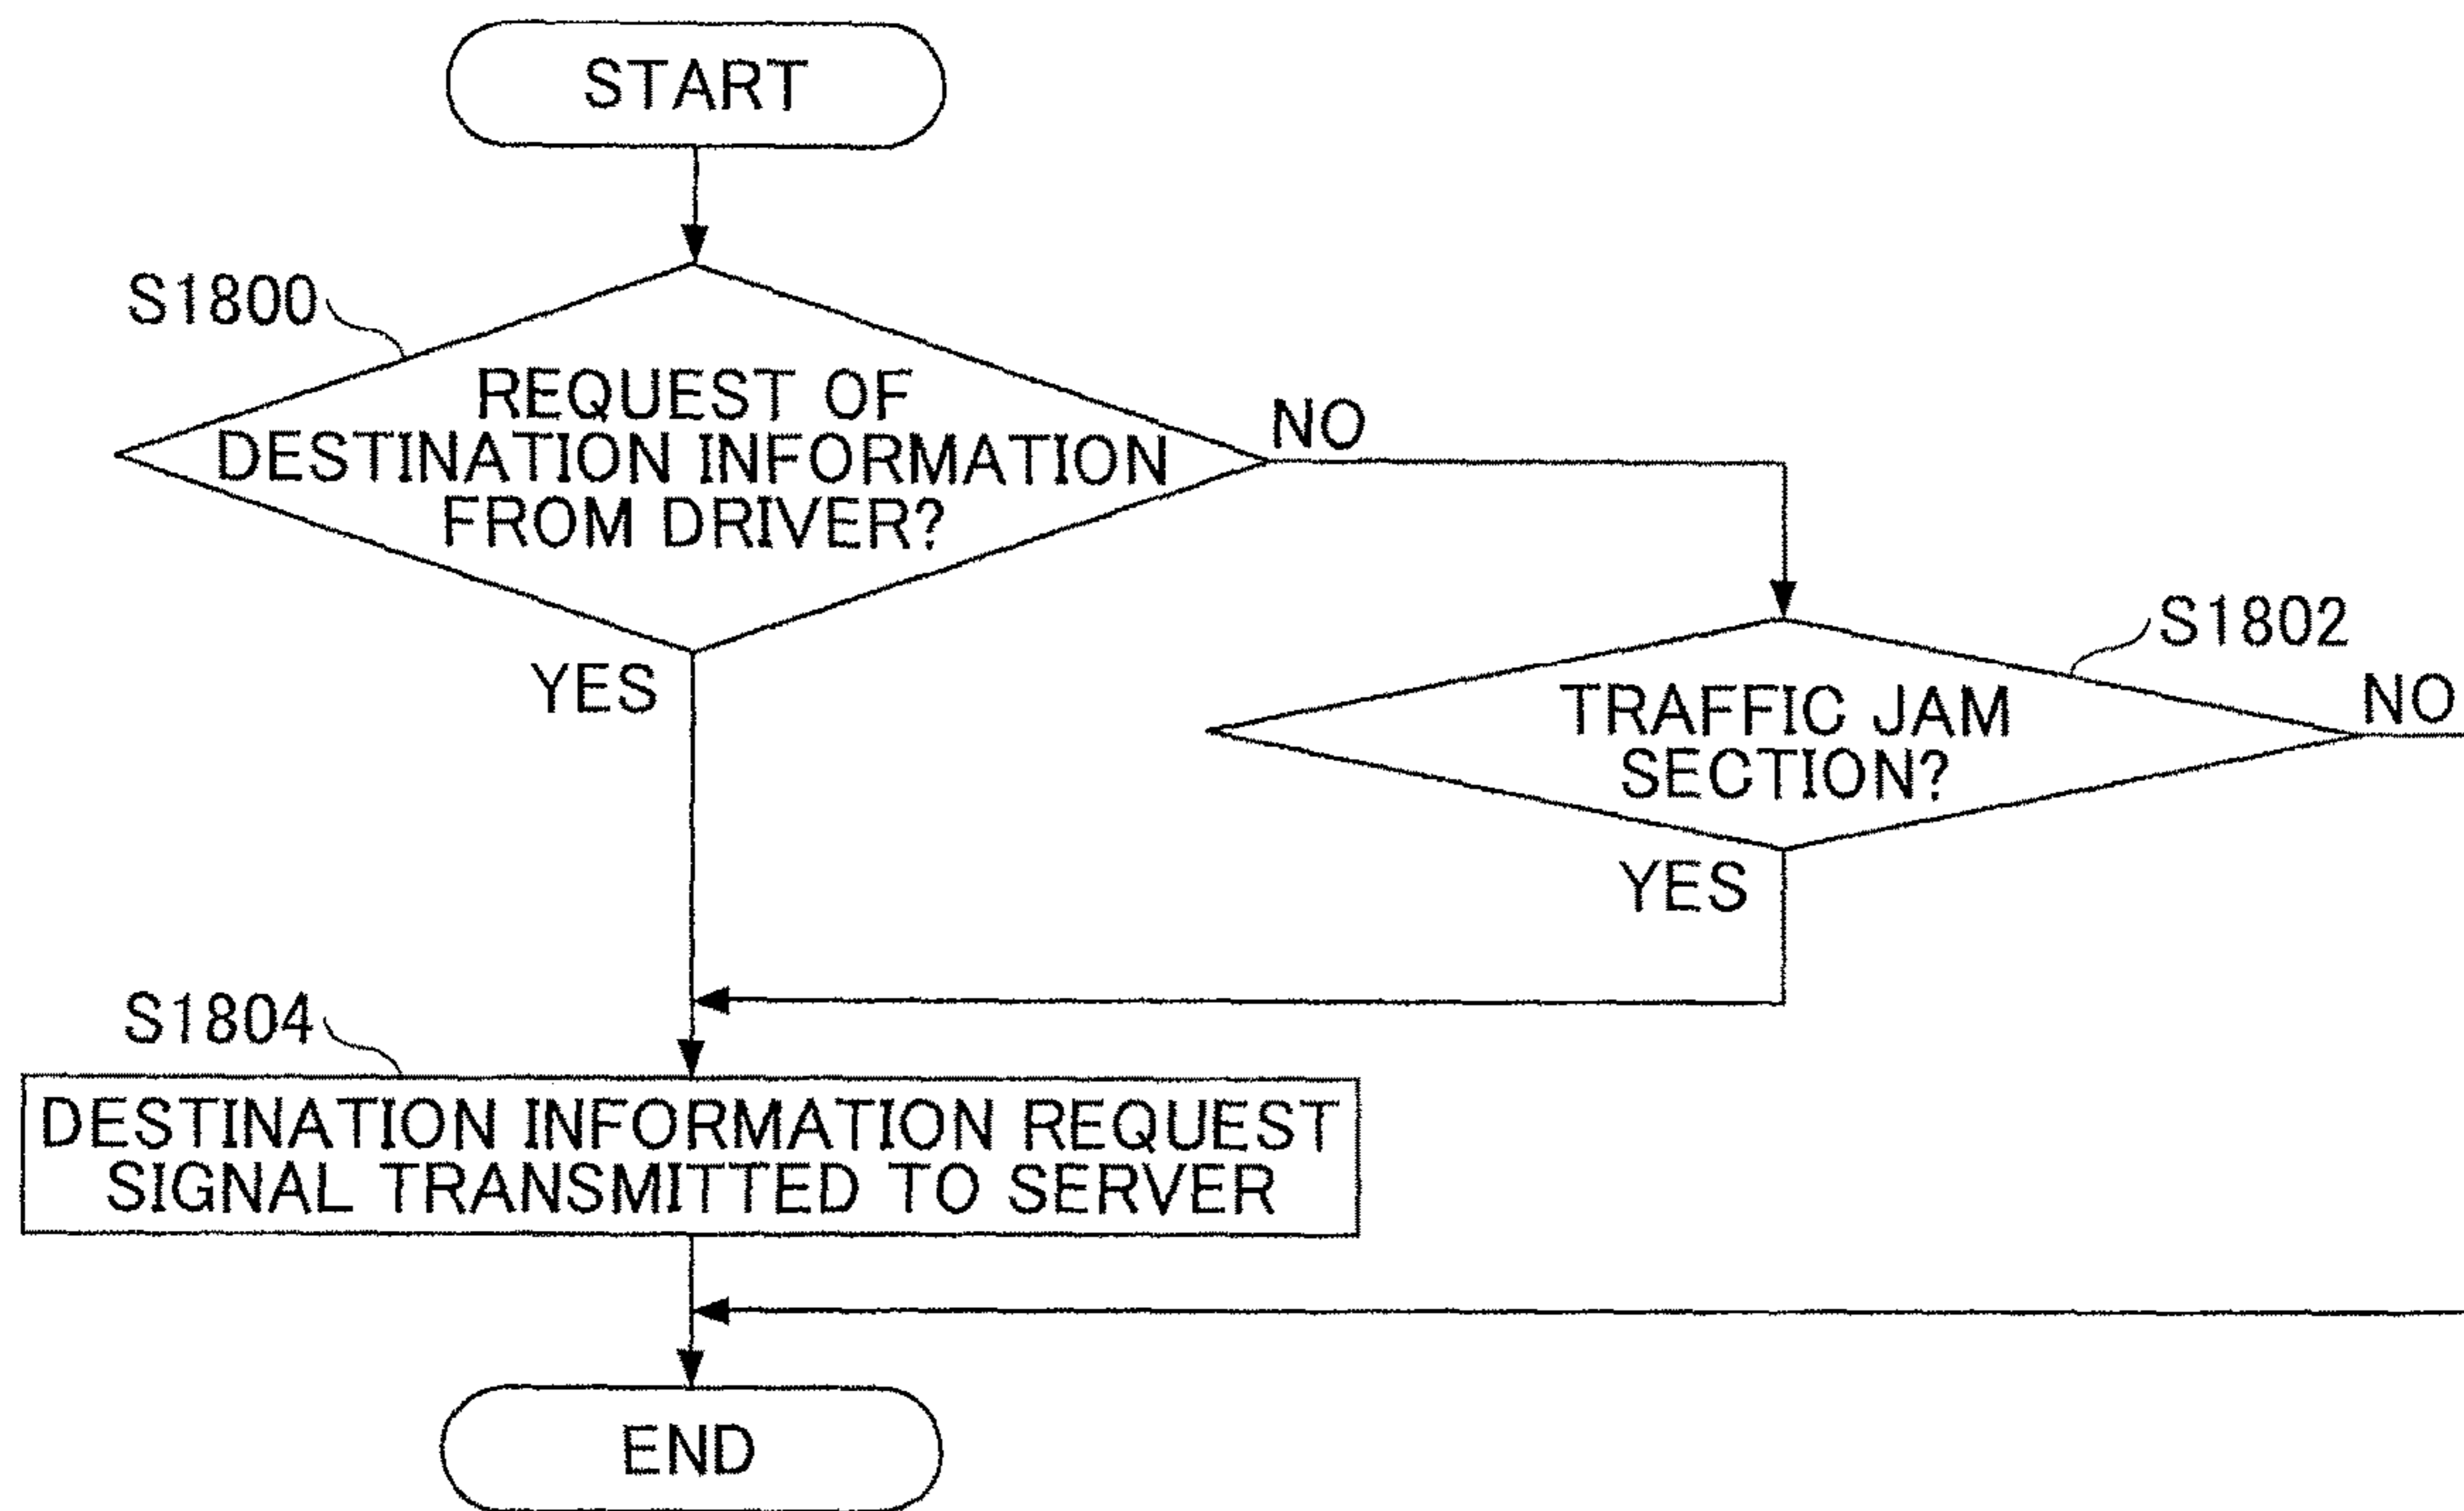 START
S1800
REQUEST OF
DESTINATION INFORMATION
FROM DRIVER?
NO
YES
S1802
TRAFFIC JAM
SECTION?
NO
YES
S1804
DESTINATION INFORMATION REQUEST
SIGNAL TRANSMITTED TO SERVER
END